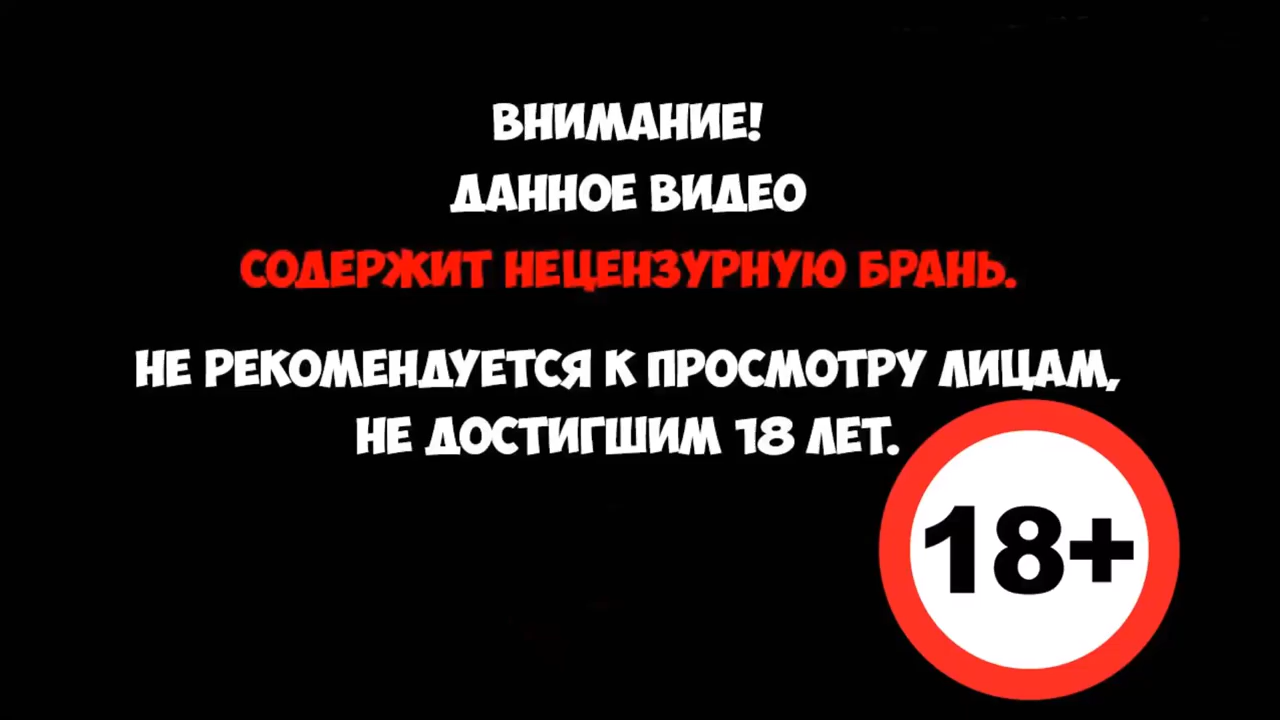 ВНИМАНИЕ!
ДАННОЕ ВИДЕО
СОДЕРЖИТ НЕЦЕНЗУРНУЮ БРАНЬ.
НЕ РЕКОМЕНДУЕТСЯ К ПРОСМОТРУ ЛИЦАМ,
НЕ ДОСТИГШИМ 18 ЛЕТ.
18+